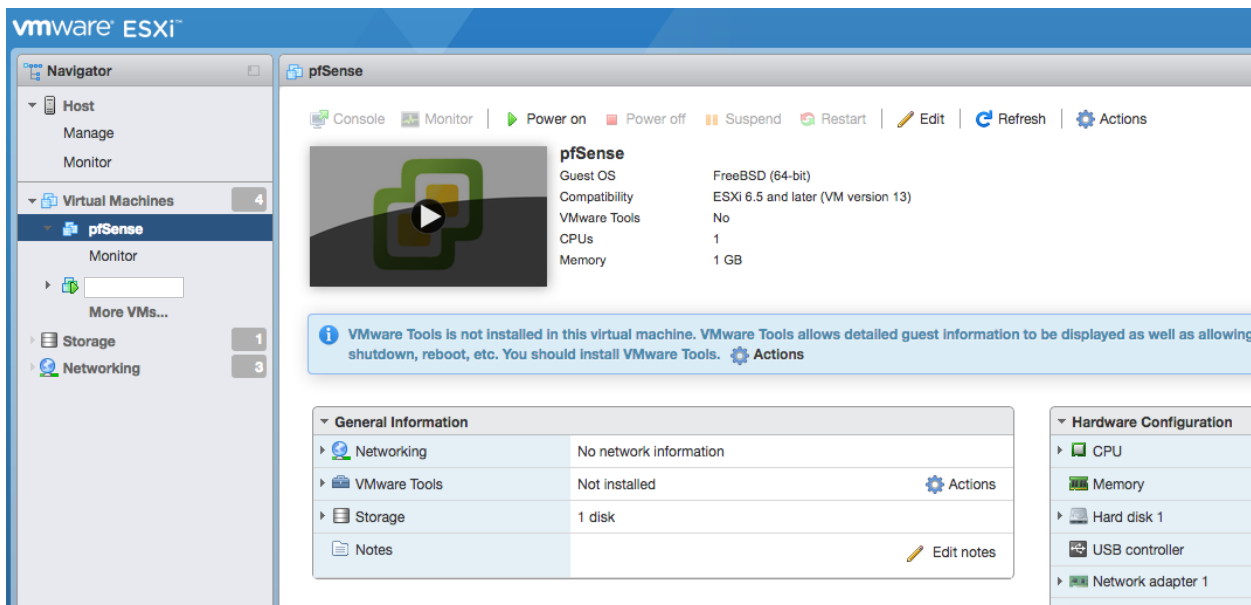 vmware ESXi™
Navigator
pfSense
Host
Manage
Monitor
Virtual Machines 4
pfSense
Monitor
More VMs...
Storage 1
Networking 3
Console Monitor Power on Power off Suspend Restart Edit Refresh Actions
pfSense
Guest OS FreeBSD (64-bit)
Compatibility ESXi 6.5 and later (VM version 13)
VMware Tools No
CPUs 1
Memory 1 GB
VMware Tools is not installed in this virtual machine. VMware Tools allows detailed guest information to be displayed as well as allowing
shutdown, reboot, etc. You should install VMware Tools. Actions
General Information
Networking No network information
VMware Tools Not installed Actions
Storage 1 disk
Notes Edit notes
Hardware Configuration
CPU
Memory
Hard disk 1
USB controller
Network adapter 1